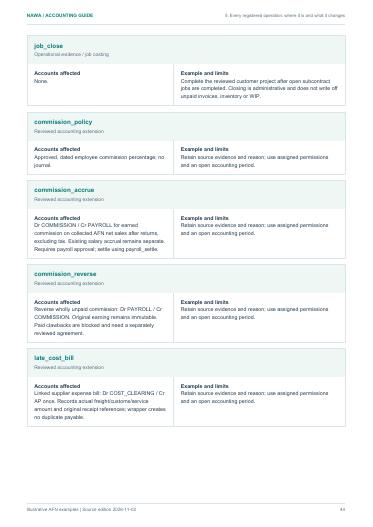 NAWA / ACCOUNTING GUIDE
5. Every registered operation: where it is and what it changes
job_close
Operational evidence / job costing
Accounts affected
None.
Example and limits
Complete the reviewed customer project after open subcontract
jobs are completed. Closing is administrative and does not write off
unpaid invoices, inventory or WIP.
commission_policy
Reviewed accounting extension
Accounts affected
Approved, dated employee commission percentage; no
journal.
Example and limits
Retain source evidence and reason; use assigned permissions
and an open accounting period.
commission_accrue
Reviewed accounting extension
Accounts affected
Dr COMMISSION / Cr PAYROLL for earned
commission on collected AFN net sales after returns,
excluding tax. Existing salary accrual remains separate.
Requires payroll approval; settle using payroll_settle.
Example and limits
Retain source evidence and reason; use assigned permissions
and an open accounting period.
commission_reverse
Reviewed accounting extension
Accounts affected
Reverse wholly unpaid commission: Dr PAYROLL / Cr
COMMISSION. Original earning remains immutable.
Paid clawbacks are blocked and need a separately
reviewed agreement.
Example and limits
Retain source evidence and reason; use assigned permissions
and an open accounting period.
late_cost_bill
Reviewed accounting extension
Accounts affected
Linked supplier expense bill: Dr COST_CLEARING / Cr
AP once. Records actual freight/customs/service
amount and original receipt references; wrapper creates
no duplicate payable.
Example and limits
Retain source evidence and reason; use assigned permissions
and an open accounting period.
Illustrative AFN examples | Source edition 2026-11-03